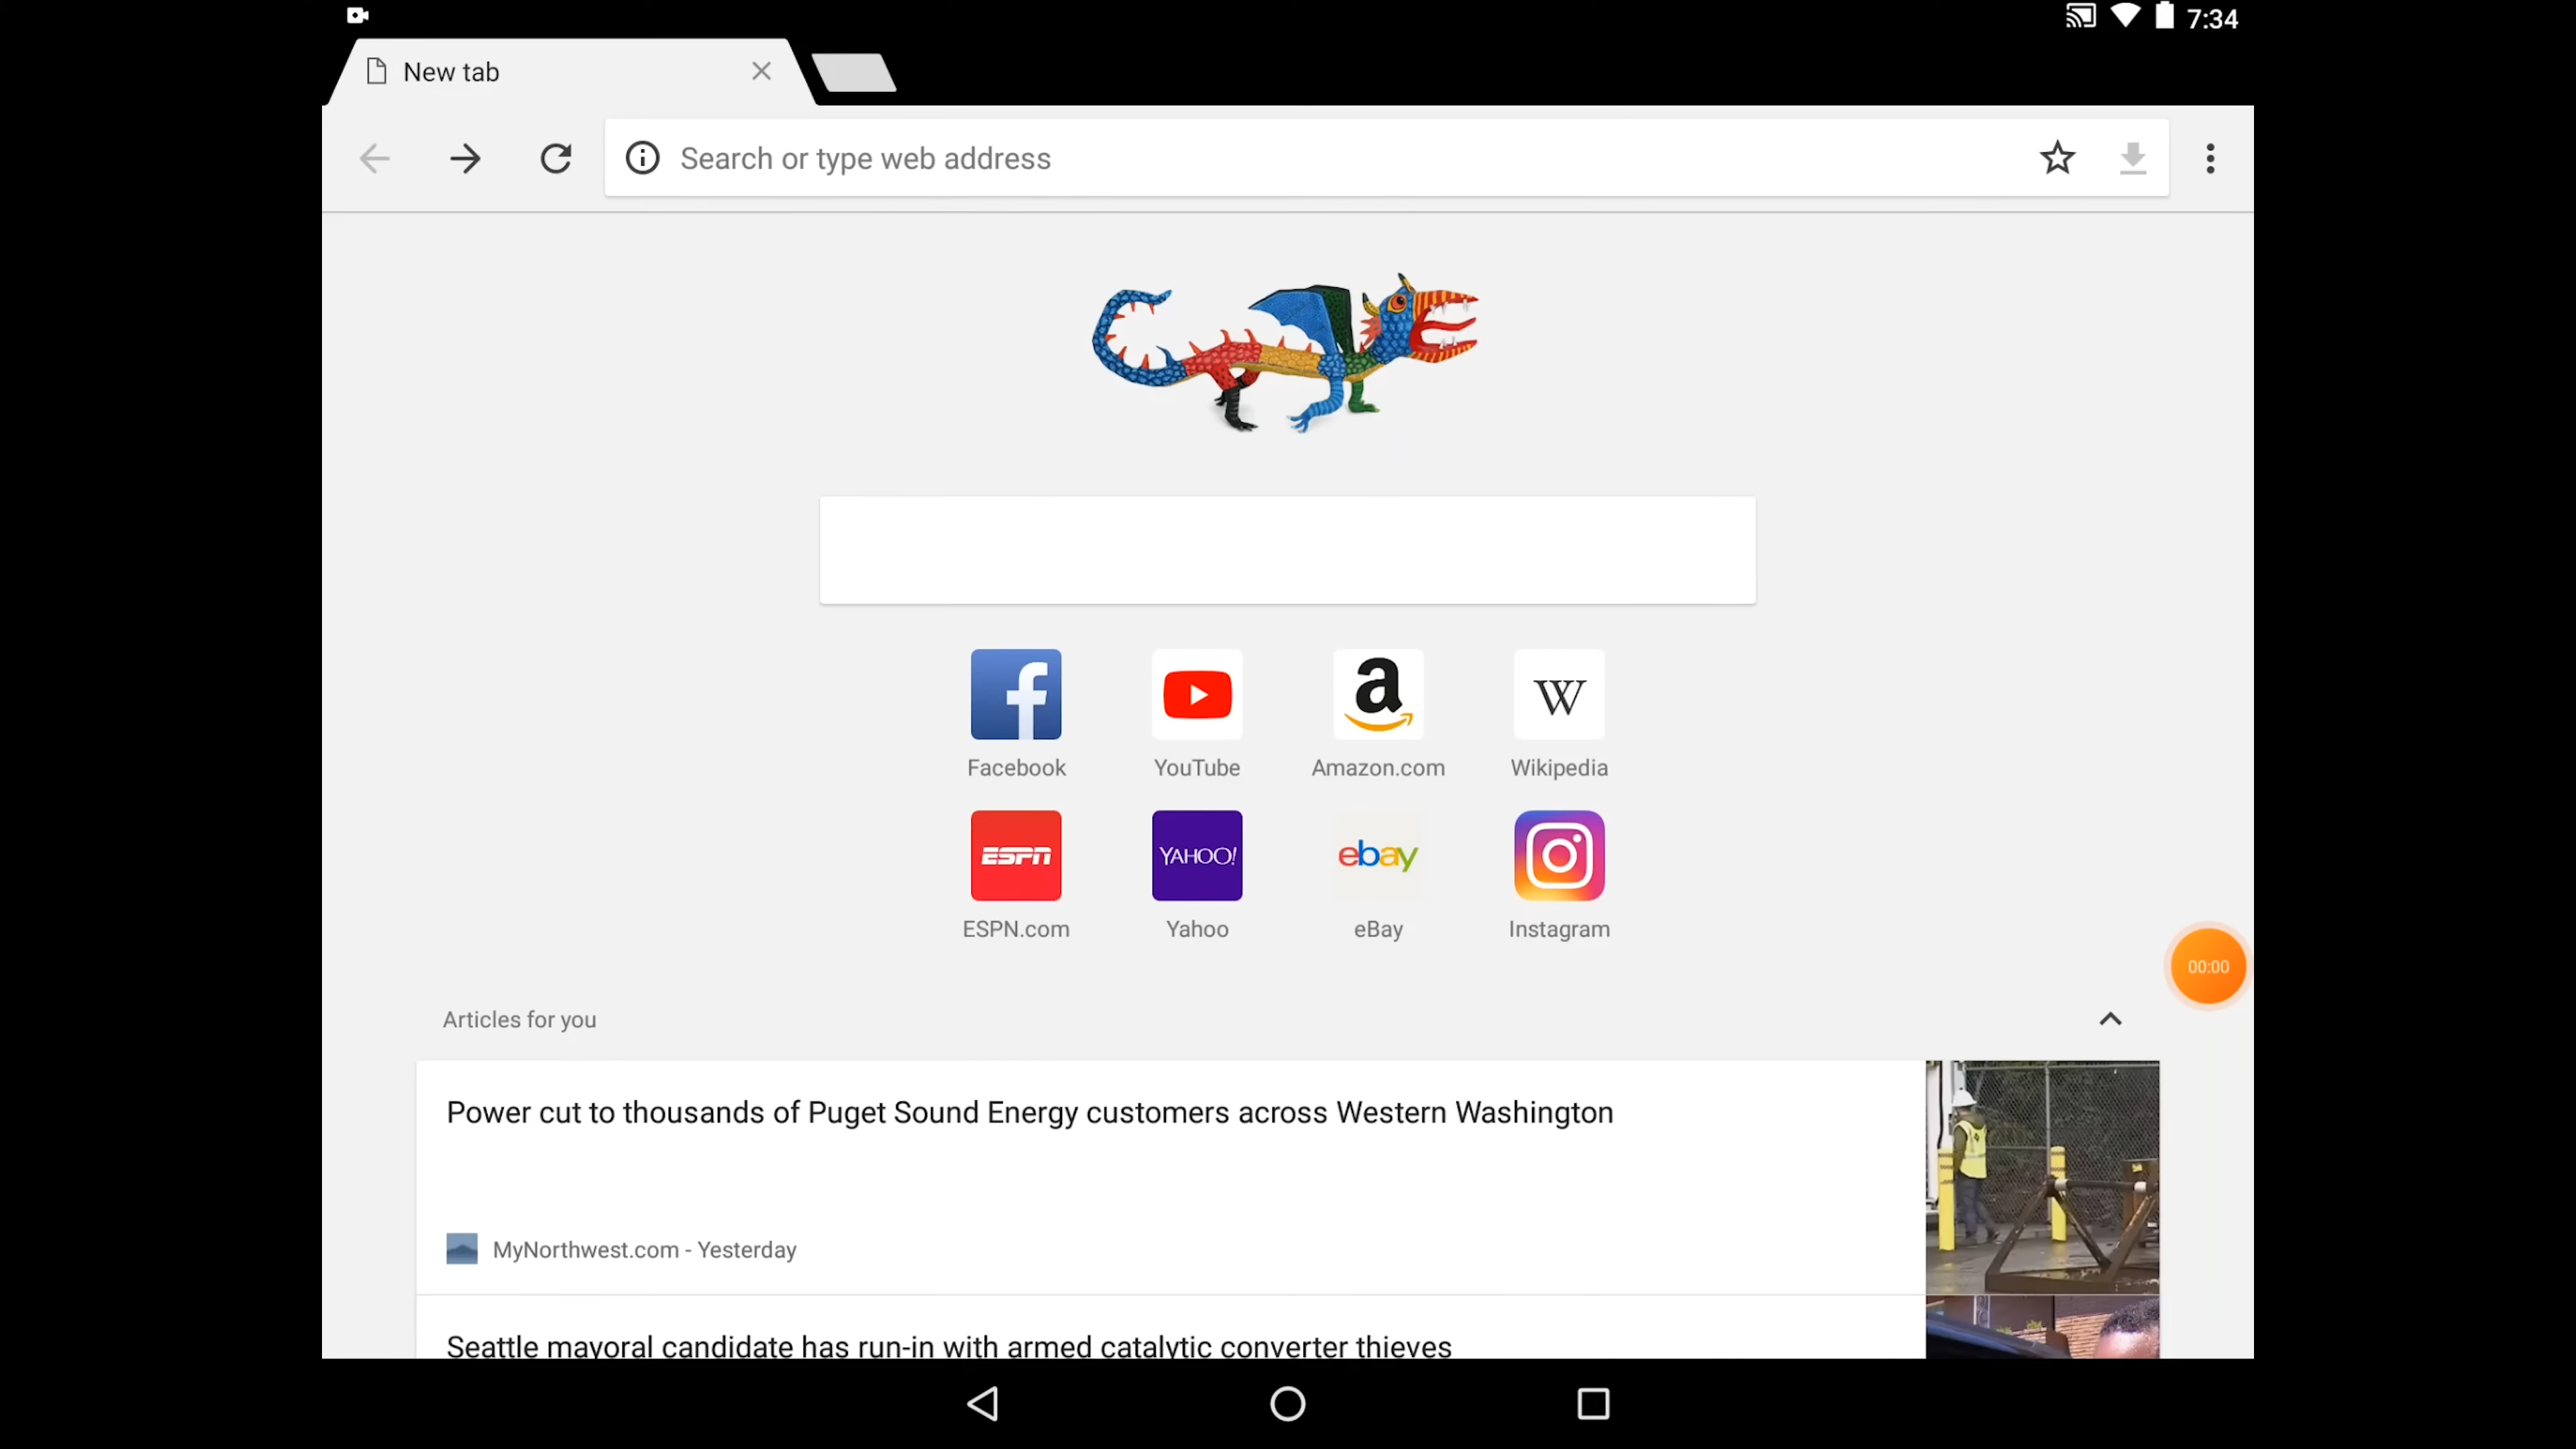 7:34
New tab
Search or type web address
Facebook YouTube Amazon.com Wikipedia
ESPN YAHOO! ebay
ESPN.com Yahoo eBay Instagram
00:00
Articles for you
Power cut to thousands of Puget Sound Energy customers across Western Washington
MyNorthwest.com - Yesterday
Seattle mayoral candidate has run-in with armed catalytic converter thieves